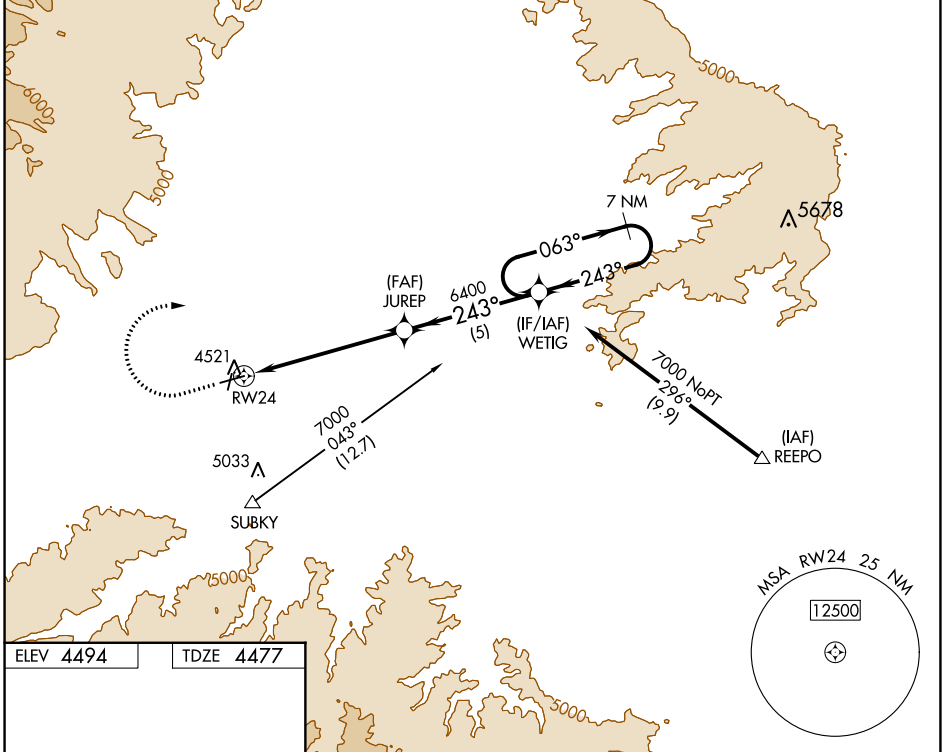 5000
6000
5000
7 NM
5678
063°
243°
(FAF)
JUREP
6400
243°
(5)
(IF/IAF)
WETIG
4521
RW24
7000 NoPT
296°
(9.9)
7000
043°
(12.7)
(IAF)
REEPO
5033
SUBKY
5000
MSA RW24 25 NM
12500
ELEV 4494
TDZE 4477
5000